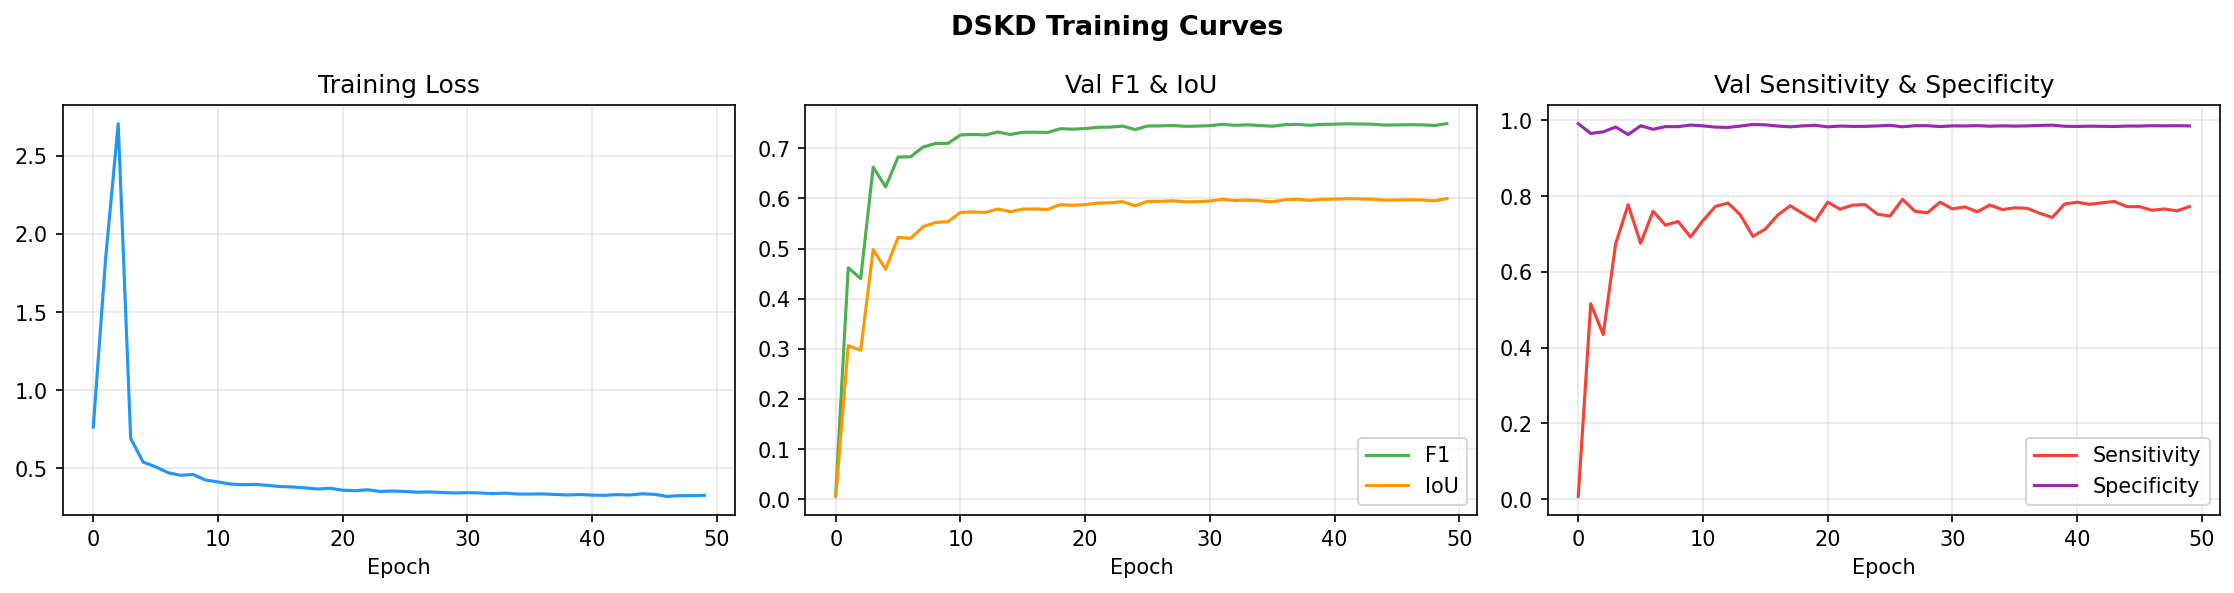 DSKD Training Curves
Training Loss
2.5
2.0
1.5
1.0
0.5
0 10 20 30 40 50
Epoch
Val F1 & IoU
0.7
0.6
0.5
0.4
0.3
0.2
0.1
0.0
F1
IoU
0 10 20 30 40 50
Epoch
Val Sensitivity & Specificity
1.0
0.8
0.6
0.4
0.2
0.0
Sensitivity
Specificity
0 10 20 30 40 50
Epoch